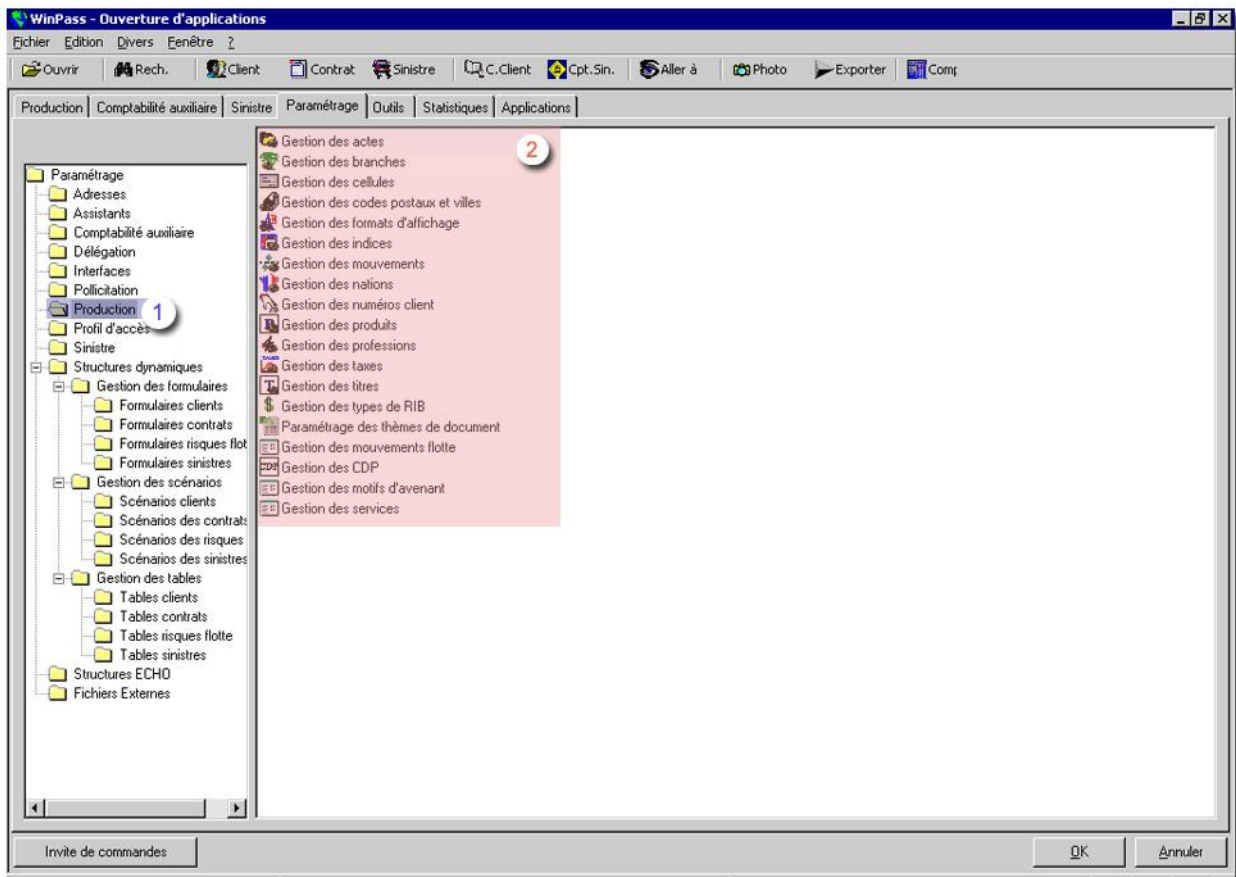 WinPass - Ouverture d'applications
Fichier Edition Divers Fenêtre ?
Ouvrir Rech. Client Contrat Sinistre C.Client Cpt.Sin. Aller à Photo Exporter
Production Comptabilité auxiliaire Sinistre Paramétrage Outils Statistiques Applications
Paramétrage
Adresses
Assistants
Comptabilité auxiliaire
Délégation
Interfaces
Pollicitation
Production 1
Profil d'accès
Sinistre
Structures dynamiques
Gestion des formulaires
Formulaires clients
Formulaires contrats
Formulaires risques flot
Formulaires sinistres
Gestion des scénarios
Scénarios clients
Scénarios des contrats
Scénarios des risques
Scénarios des sinistres
Gestion des tables
Tables clients
Tables contrats
Tables risques flotte
Tables sinistres
Structures ECHO
Fichiers Externes
2
Gestion des actes
Gestion des branches
Gestion des cellules
Gestion des codes postaux et villes
Gestion des formats d'affichage
Gestion des indices
Gestion des mouvements
Gestion des nations
Gestion des numéros client
Gestion des produits
Gestion des professions
Gestion des taxes
Gestion des titres
Gestion des types de RIB
Paramétrage des thèmes de document
Gestion des mouvements flotte
Gestion des CDP
Gestion des motifs d'avenant
Gestion des services
Invite de commandes OK Annuler